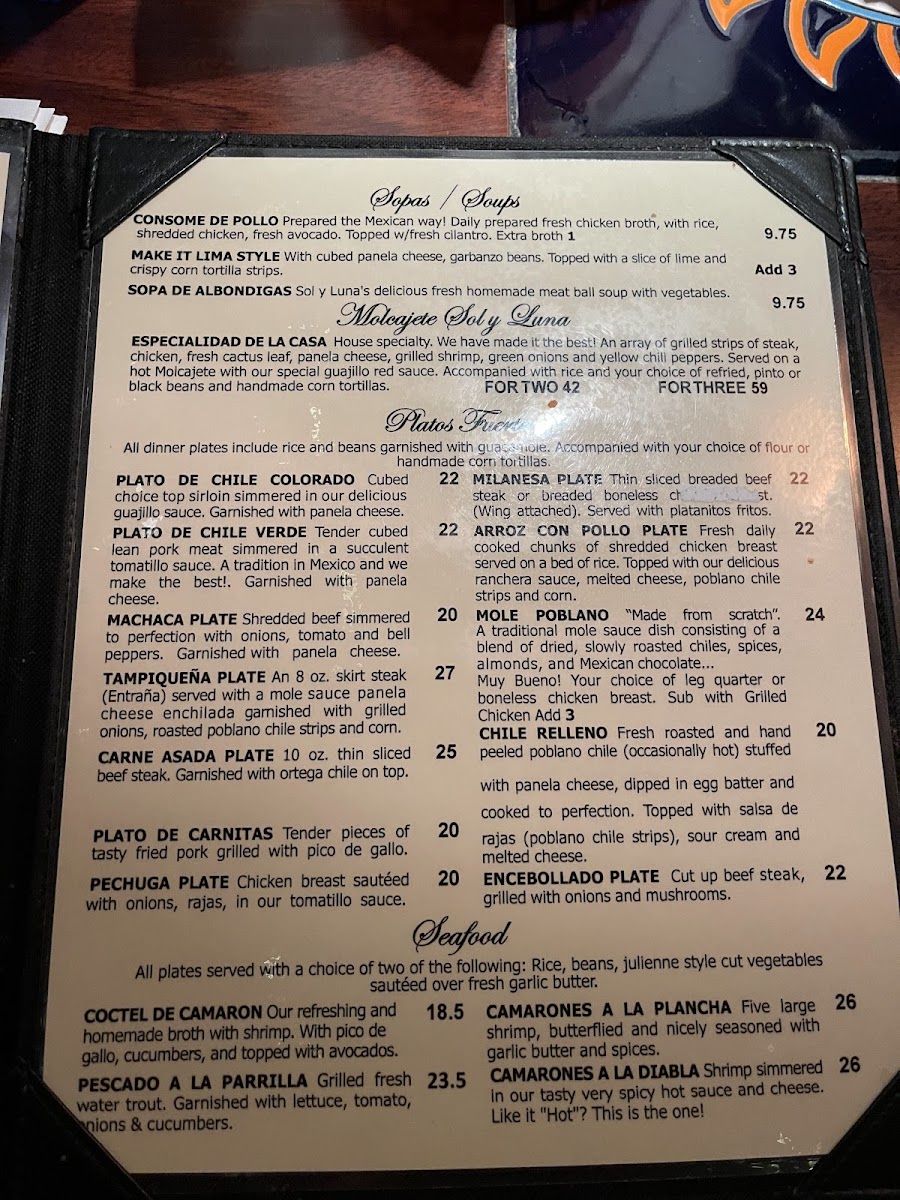 Sopas / Soups
CONSOME DE POLLO Prepared the Mexican way! Daily prepared fresh chicken broth, with rice,
shredded chicken, fresh avocado. Topped w/fresh cilantro. Extra broth 1
9.75
MAKE IT LIMA STYLE With cubed panela cheese, garbanzo beans. Topped with a slice of lime and
crispy corn tortilla strips.
Add 3
SOPA DE ALBONDIGAS Sol y Luna's delicious fresh homemade meat ball soup with vegetables.
9.75
Molcajete Sol y Luna
ESPECIALIDAD DE LA CASA House specialty. We have made it the best! An array of grilled strips of steak,
chicken, fresh cactus leaf, panela cheese, grilled shrimp, green onions and yellow chili peppers. Served on a
hot Molcajete with our special guajillo red sauce. Accompanied with rice and your choice of refried, pinto or
black beans and handmade corn tortillas. FOR TWO 42 FOR THREE 59
Platos
All dinner plates include rice and beans garnished with guacamole. Accompanied with your choice of flour or
handmade corn tortillas.
PLATO DE CHILE COLORADO Cubed 22
choice top sirloin simmered in our delicious
guajillo sauce. Garnished with panela cheese.
PLATO DE CHILE VERDE Tender cubed 22
lean pork meat simmered in a succulent
tomatillo sauce. A tradition in Mexico and we
make the best!. Garnished with panela
cheese.
MACHACA PLATE Shredded beef simmered 20
to perfection with onions, tomato and bell
peppers. Garnished with panela cheese.
TAMPIQUEÑA PLATE An 8 oz. skirt steak 27
(Entraña) served with a mole sauce panela
cheese enchilada garnished with grilled
onions, roasted poblano chile strips and corn.
CARNE ASADA PLATE 10 oz. thin sliced 25
beef steak. Garnished with ortega chile on top.
PLATO DE CARNITAS Tender pieces of 20
tasty fried pork grilled with pico de gallo.
PECHUGA PLATE Chicken breast sautéed 20
with onions, rajas, in our tomatillo sauce.
MILANESA PLATE Thin sliced breaded beef 22
steak or breaded boneless
(Wing attached). Served with platanitos fritos.
ARROZ CON POLLO PLATE Fresh daily 22
cooked chunks of shredded chicken breast
served on a bed of rice. Topped with our delicious
ranchera sauce, melted cheese, poblano chile
strips and corn.
MOLE POBLANO "Made from scratch". 24
A traditional mole sauce dish consisting of a
blend of dried, slowly roasted chiles, spices,
almonds, and Mexican chocolate...
Muy Bueno! Your choice of leg quarter or
boneless chicken breast. Sub with Grilled
Chicken Add 3
CHILE RELLENO Fresh roasted and hand 20
peeled poblano chile (occasionally hot) stuffed
with panela cheese, dipped in egg batter and
cooked to perfection. Topped with salsa de
rajas (poblano chile strips), sour cream and
melted cheese.
ENCEBOLLADO PLATE Cut up beef steak, 22
grilled with onions and mushrooms.
Seafood
All plates served with a choice of two of the following: Rice, beans, julienne style cut vegetables
sautéed over fresh garlic butter.
COCTEL DE CAMARON Our refreshing and 18.5
homemade broth with shrimp. With pico de
gallo, cucumbers, and topped with avocados.
PESCADO A LA PARRILLA Grilled fresh 23.5
water trout. Garnished with lettuce, tomato,
onions & cucumbers.
CAMARONES A LA PLANCHA Five large 26
shrimp, butterflied and nicely seasoned with
garlic butter and spices.
CAMARONES A LA DIABLA Shrimp simmered 26
in our tasty very spicy hot sauce and cheese.
Like it "Hot"? This is the one!